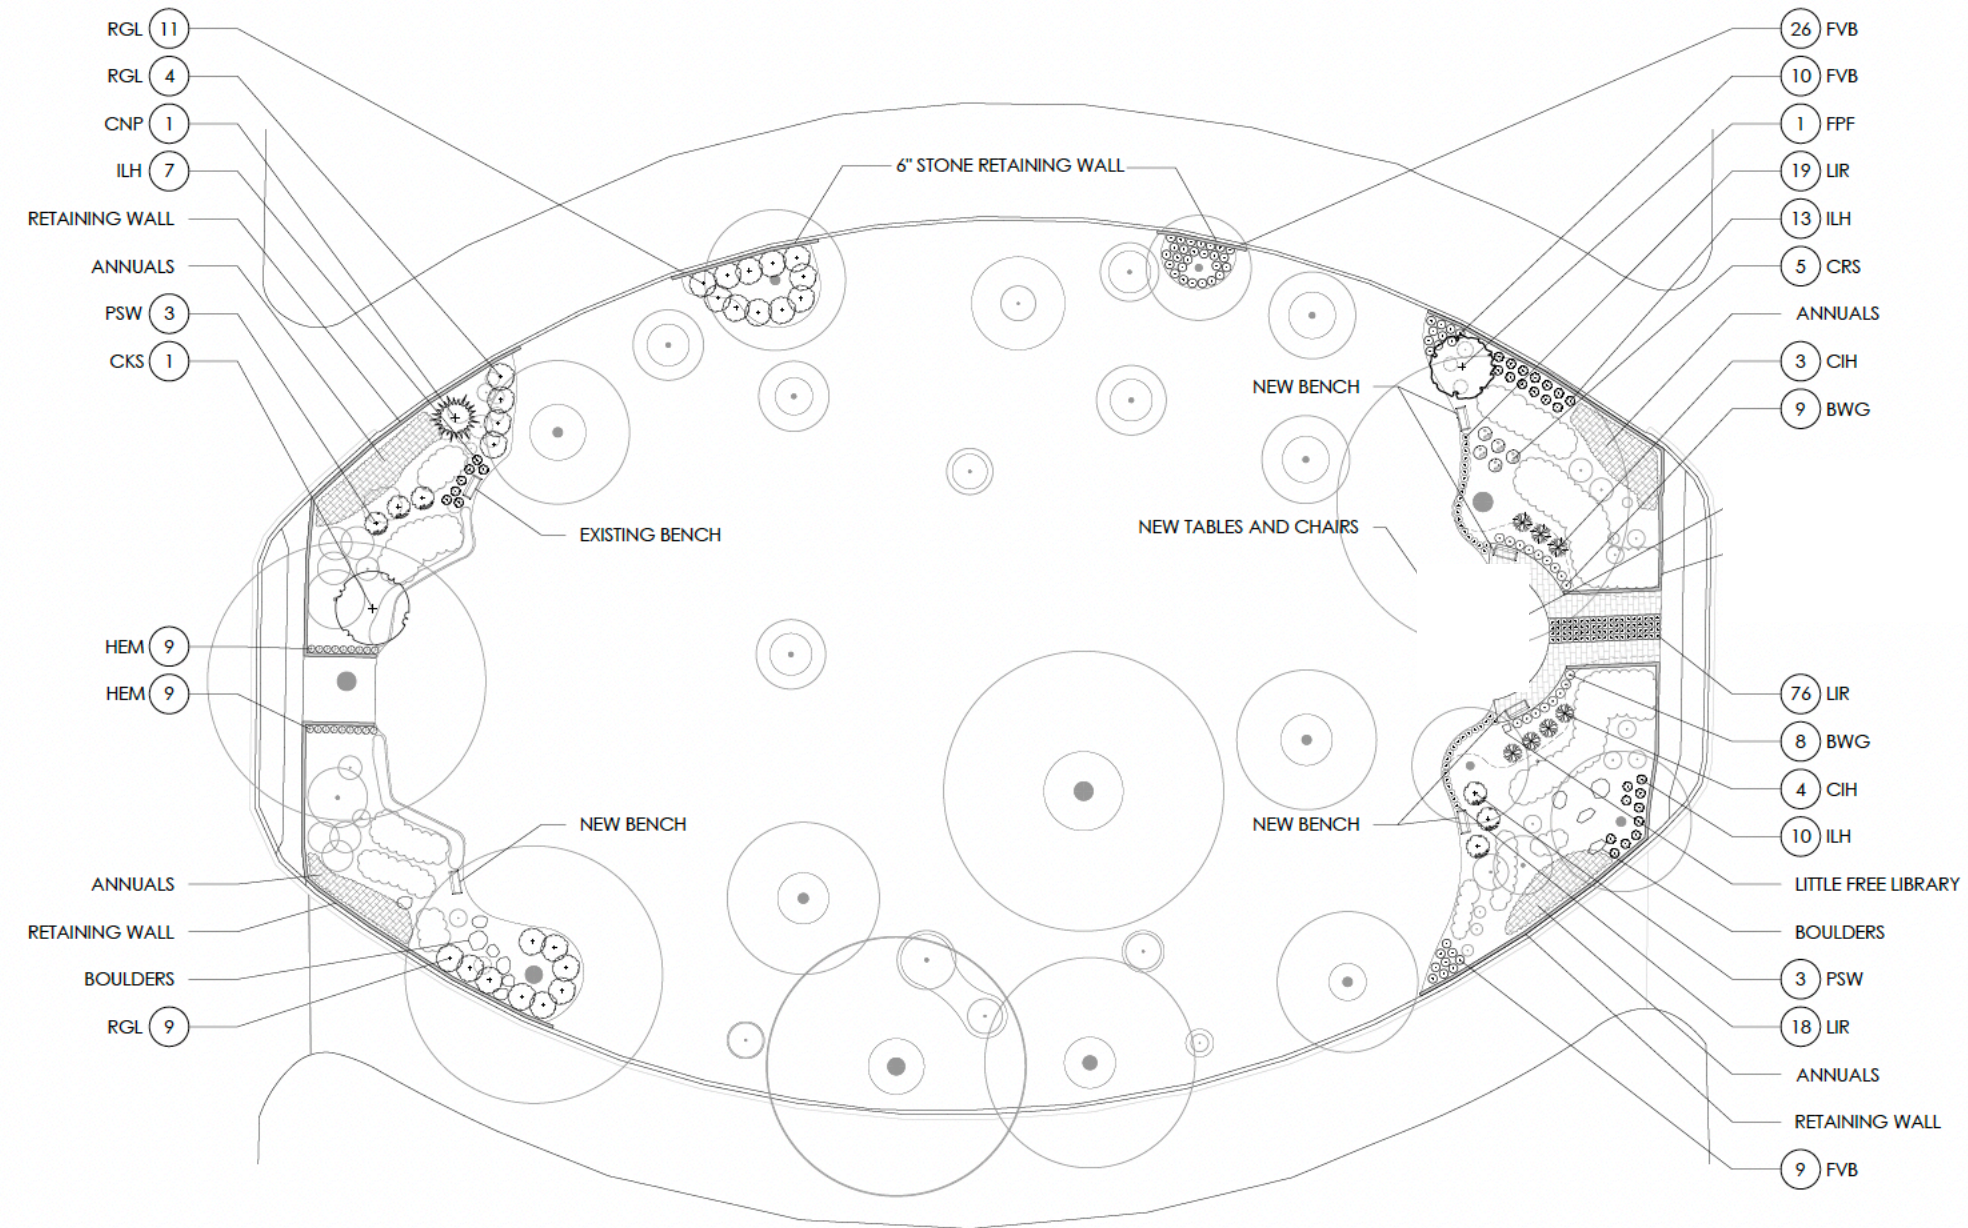 RGL 11
RGL 4
CNP 1
ILH 7
RETAINING WALL
ANNUALS
PSW 3
CKS 1
HEM 9
HEM 9
ANNUALS
RETAINING WALL
BOULDERS
RGL 9
6" STONE RETAINING WALL
EXISTING BENCH
NEW BENCH
NEW BENCH
NEW TABLES AND CHAIRS
NEW BENCH
26 FVB
10 FVB
1 FPF
19 LIR
13 ILH
5 CRS
ANNUALS
3 CIH
9 BWG
76 LIR
8 BWG
4 CIH
10 ILH
LITTLE FREE LIBRARY
BOULDERS
3 PSW
18 LIR
ANNUALS
RETAINING WALL
9 FVB